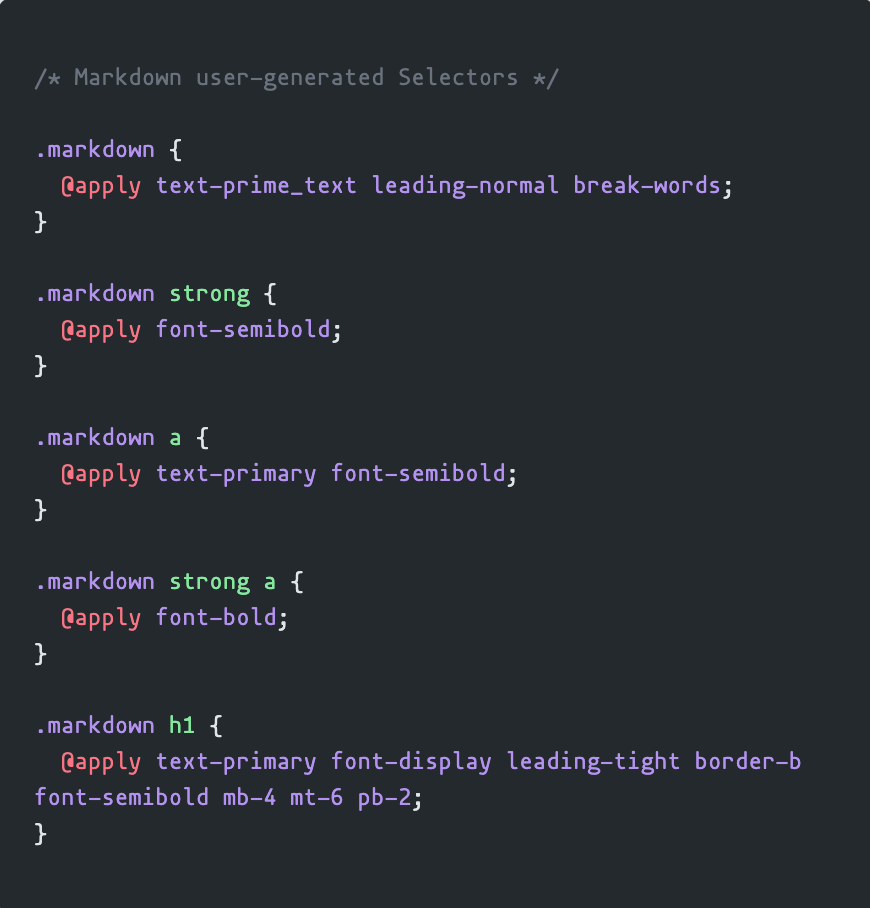 /* Markdown user-generated Selectors */
.markdown {
@apply text-prime_text leading-normal break-words;
}
.markdown strong {
@apply font-semibold;
}
.markdown a {
@apply text-primary font-semibold;
}
.markdown strong a {
@apply font-bold;
}
.markdown h1 {
@apply text-primary font-display leading-tight border-b
font-semibold mb-4 mt-6 pb-2;
}